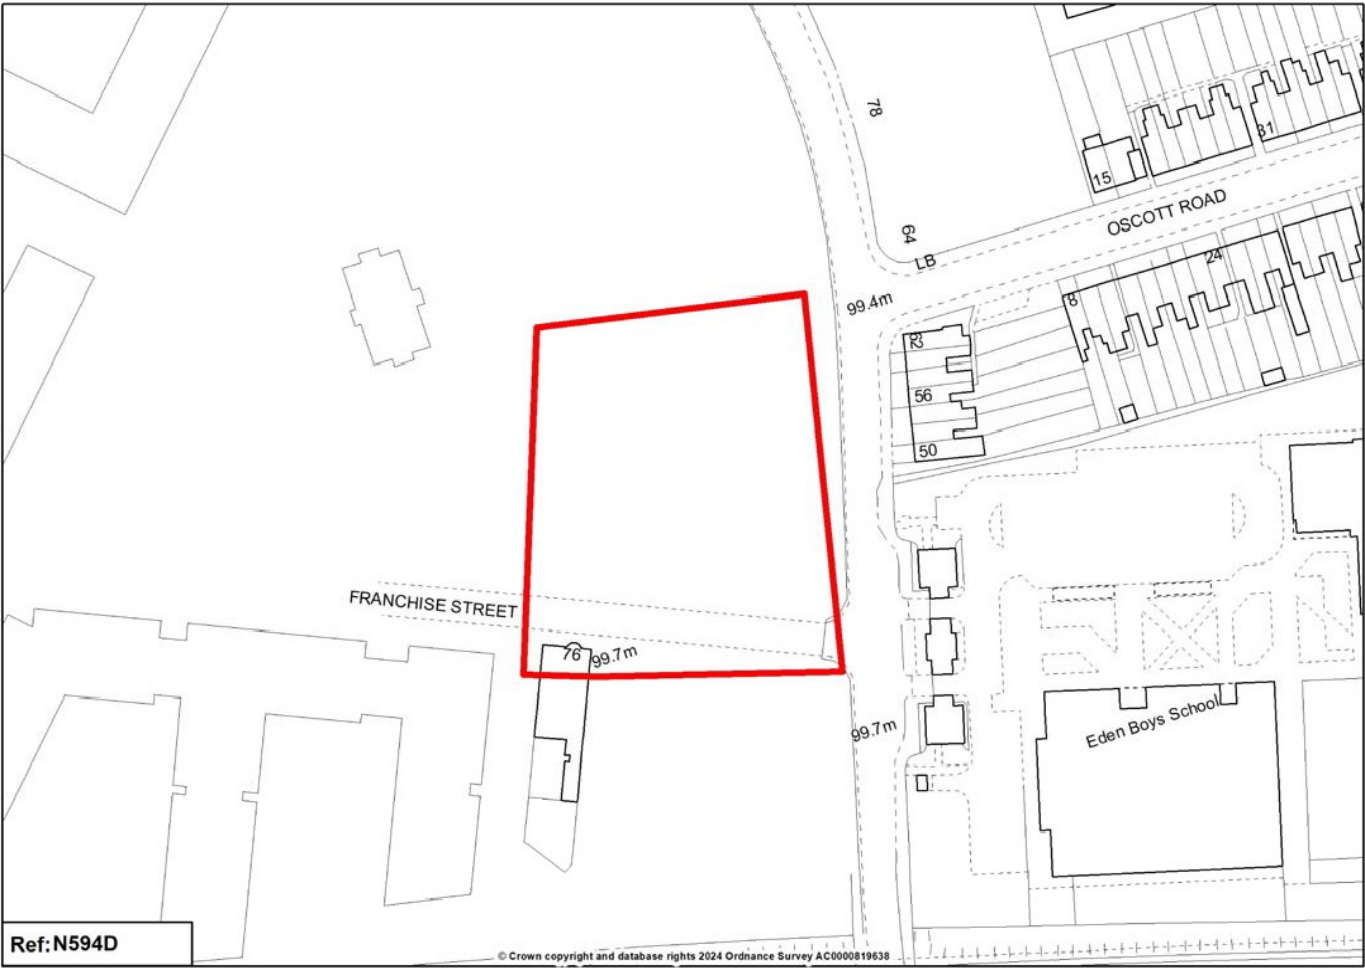 78
31
15
OSCOTT ROAD
64
LB
24
8
99.4m
62
56
50
FRANCHISE STREET
76
99.7m
99.7m
Eden Boys School
Ref:N594D
© Crown copyright and database rights 2024 Ordnance Survey AC0000819638